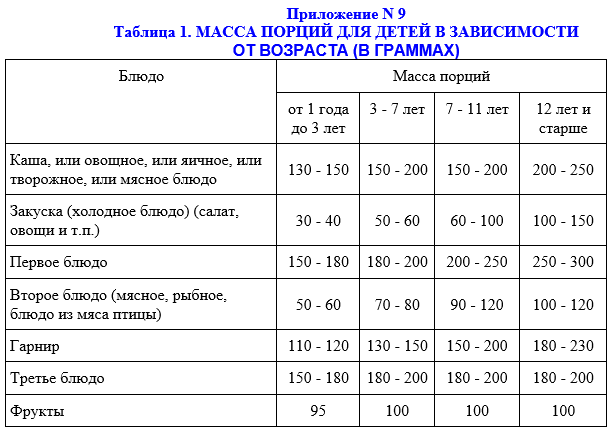 Приложение N 9
Таблица 1. МАССА ПОРЦИЙ ДЛЯ ДЕТЕЙ В ЗАВИСИМОСТИ
ОТ ВОЗРАСТА (В ГРАММАХ)
Блюдо Масса порций
от 1 года 3 - 7 лет 7 - 11 лет 12 лет и
до 3 лет старше
Каша, или овощное, или яичное, или
творожное, или мясное блюдо 130 - 150 150 - 200 150 - 200 200 - 250
Закуска (холодное блюдо) (салат,
овощи и т.п.) 30 - 40 50 - 60 60 - 100 100 - 150
Первое блюдо 150 - 180 180 - 200 200 - 250 250 - 300
Второе блюдо (мясное, рыбное,
блюдо из мяса птицы) 50 - 60 70 - 80 90 - 120 100 - 120
Гарнир 110 - 120 130 - 150 150 - 200 180 - 230
Третье блюдо 150 - 180 180 - 200 180 - 200 180 - 200
Фрукты 95 100 100 100